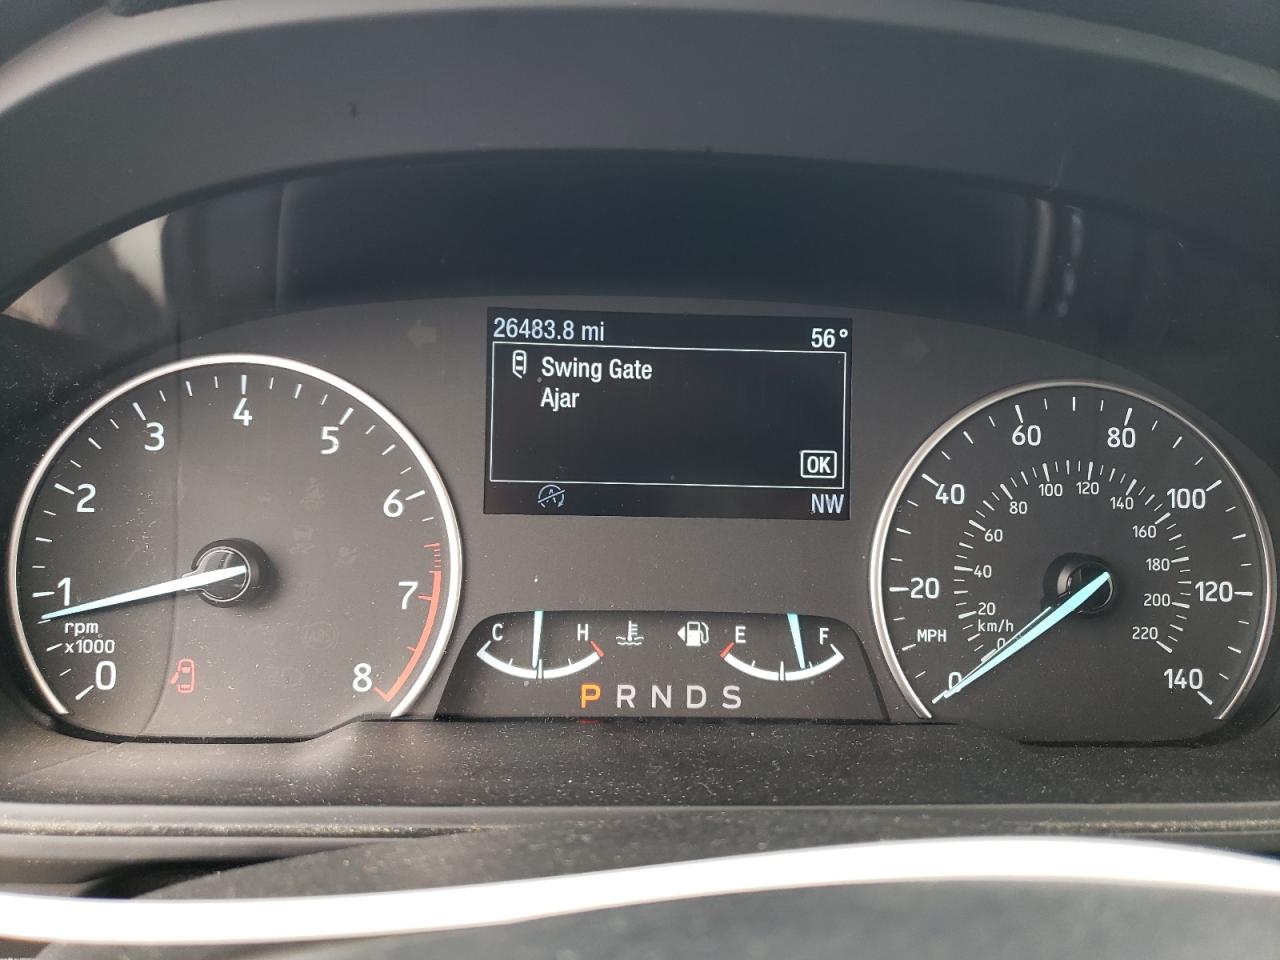 26483.8 mi 56°
Swing Gate
Ajar
OK
NW
0 1 2 3 4 5 6 7 8
rpm
x1000
C H
E F
P R N D S
0 20 40 60 80 100 120 140
MPH
0 20 40 60 80 100 120 140 160 180 200 220
km/h